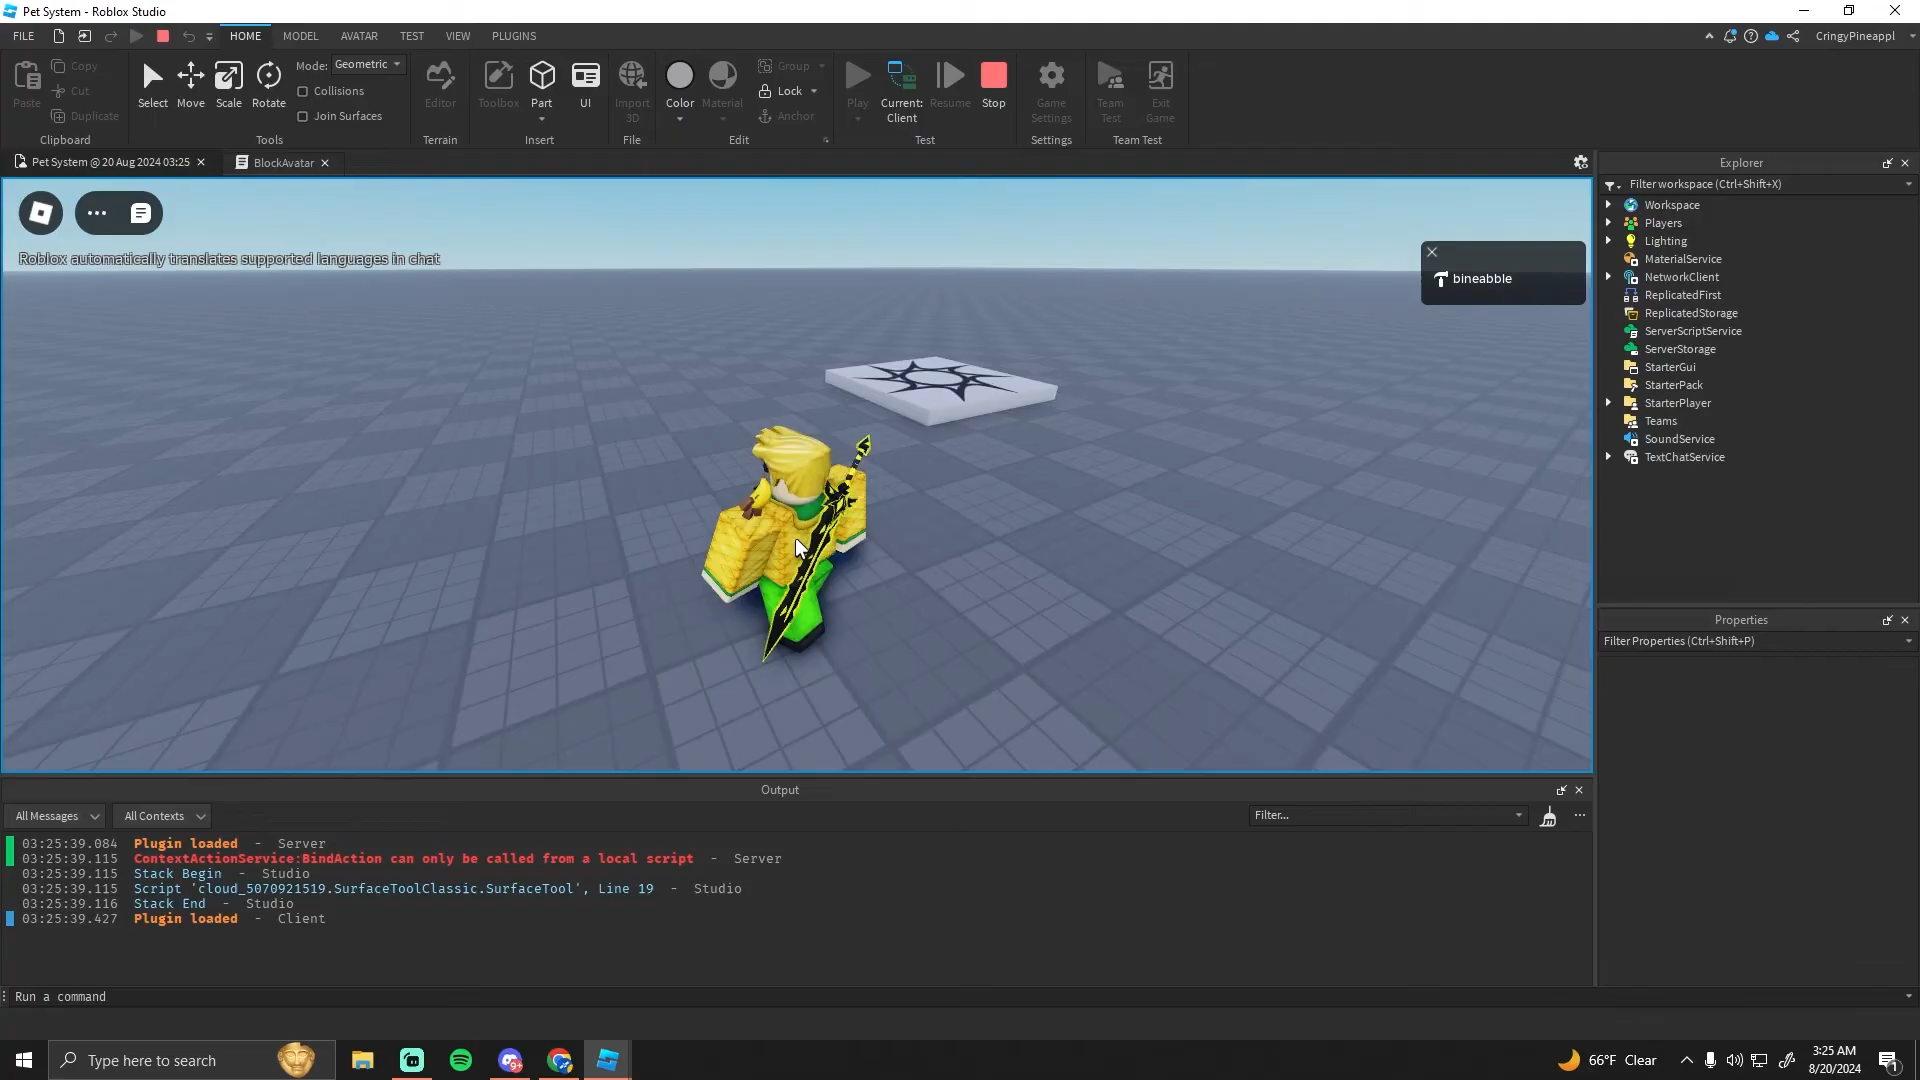 Pet System - Roblox Studio
FILE HOME MODEL AVATAR TEST VIEW PLUGINS CringyPineappl
Paste Copy Cut Duplicate Clipboard
Select Move Scale Rotate Mode: Geometric Collisions Join Surfaces Tools
Editor Terrain
Toolbox Part UI Insert
Import 3D File
Color Material Group Lock Anchor Edit
Play Current: Client Resume Stop Test
Game Settings Settings
Team Test Exit Game Team Test
Pet System @ 20 Aug 2024 03:25 BlockAvatar
Roblox automatically translates supported languages in chat
bineabble
Explorer
Filter workspace (Ctrl+Shift+X)
Workspace
Players
Lighting
MaterialService
NetworkClient
ReplicatedFirst
ReplicatedStorage
ServerScriptService
ServerStorage
StarterGui
StarterPack
StarterPlayer
Teams
SoundService
TextChatService
Properties
Filter Properties (Ctrl+Shift+P)
Output
All Messages All Contexts Filter...
03:25:39.084 Plugin loaded - Server
03:25:39.115 ContextActionService:BindAction can only be called from a local script - Server
03:25:39.115 Stack Begin - Studio
03:25:39.115 Script 'cloud_5070921519.SurfaceToolClassic.SurfaceTool', Line 19 - Studio
03:25:39.116 Stack End - Studio
03:25:39.427 Plugin loaded - Client
Run a command
Type here to search 9+ 66°F Clear 3:25 AM
8/20/2024 1